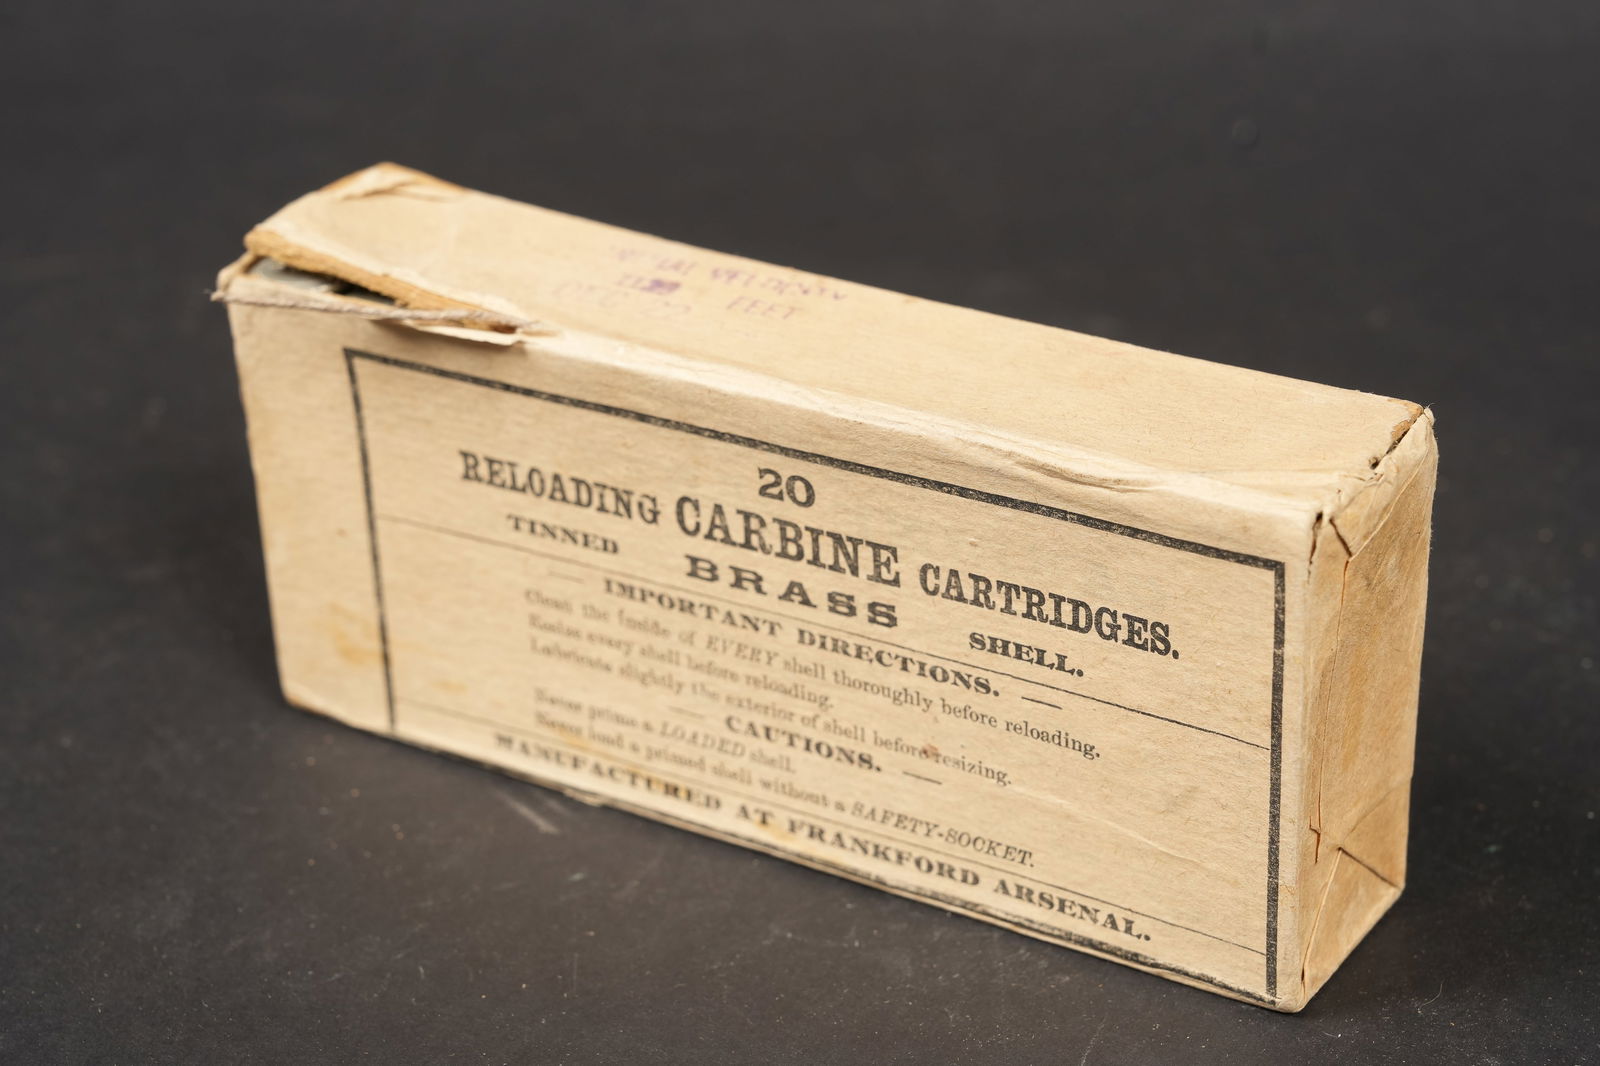 FEET
20
RELOADING CARBINE CARTRIDGES.
TINNED BRASS SHELL.
IMPORTANT DIRECTIONS.
Clean the inside of EVERY shell thoroughly before reloading.
Resize every shell before reloading.
Lubricate slightly the exterior of shell before resizing.
CAUTIONS.
Never prime a LOADED shell.
Never load a primed shell without a SAFETY-SOCKET.
MANUFACTURED AT FRANKFORD ARSENAL.